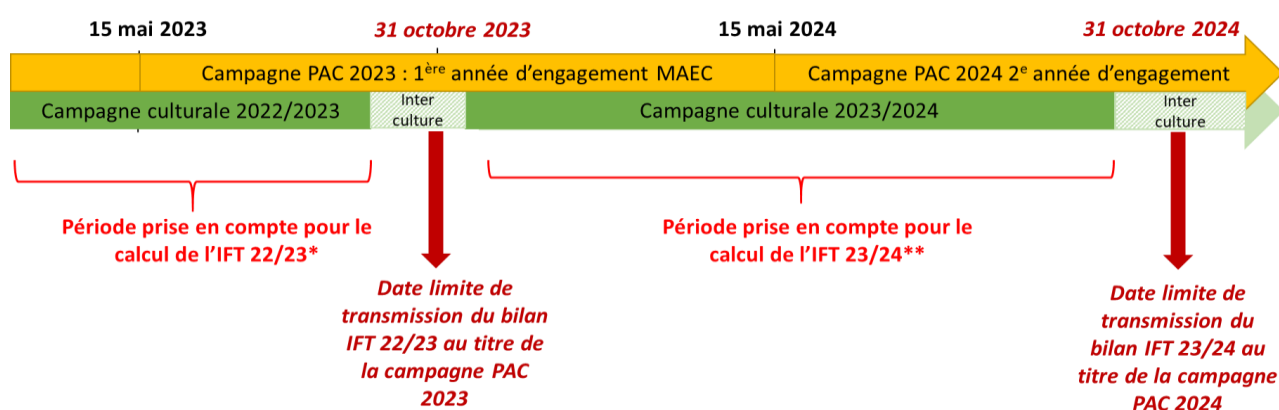 15 mai 2023
31 octobre 2023
15 mai 2024
31 octobre 2024
Campagne PAC 2023 : 1ère année d’engagement MAEC
Campagne PAC 2024 2e année d’engagement
Campagne culturale 2022/2023
Inter
culture
Campagne culturale 2023/2024
Inter
culture
Période prise en compte pour le
calcul de l’IFT 22/23*
Période prise en compte pour le
calcul de l’IFT 23/24**
Date limite de
transmission du bilan
IFT 22/23 au titre de
la campagne PAC
2023
Date limite de
transmission du
bilan IFT 23/24 au
titre de la campagne
PAC 2024